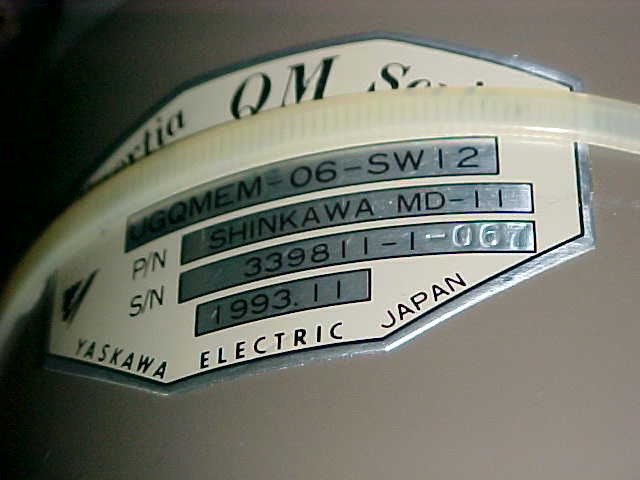 QM
UGQMEM-06-SW12
P/N SHINKAWA MD-11
S/N 339811-1-067
1993.11
YASKAWA ELECTRIC JAPAN